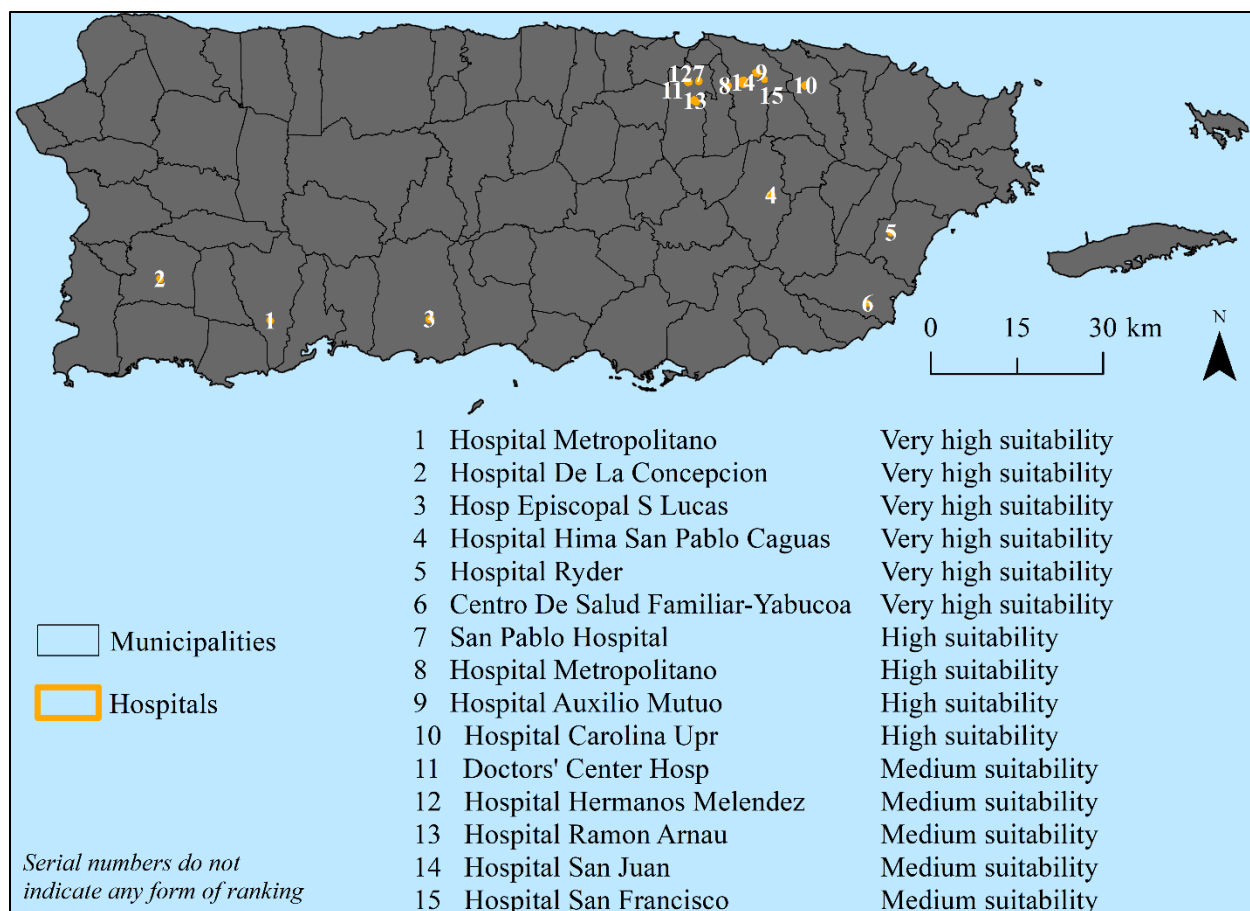 127
9
11
8
14
15
10
13
4
5
2
6
1
3
N
0 15 30 km
1 Hospital Metropolitano Very high suitability
2 Hospital De La Concepcion Very high suitability
3 Hosp Episcopal S Lucas Very high suitability
4 Hospital Hima San Pablo Caguas Very high suitability
5 Hospital Ryder Very high suitability
6 Centro De Salud Familiar-Yabucoa Very high suitability
7 San Pablo Hospital High suitability
8 Hospital Metropolitano High suitability
9 Hospital Auxilio Mutuo High suitability
10 Hospital Carolina Upr High suitability
11 Doctors' Center Hosp Medium suitability
12 Hospital Hermanos Melendez Medium suitability
13 Hospital Ramon Arnau Medium suitability
14 Hospital San Juan Medium suitability
15 Hospital San Francisco Medium suitability
Municipalities
Hospitals
Serial numbers do not
indicate any form of ranking